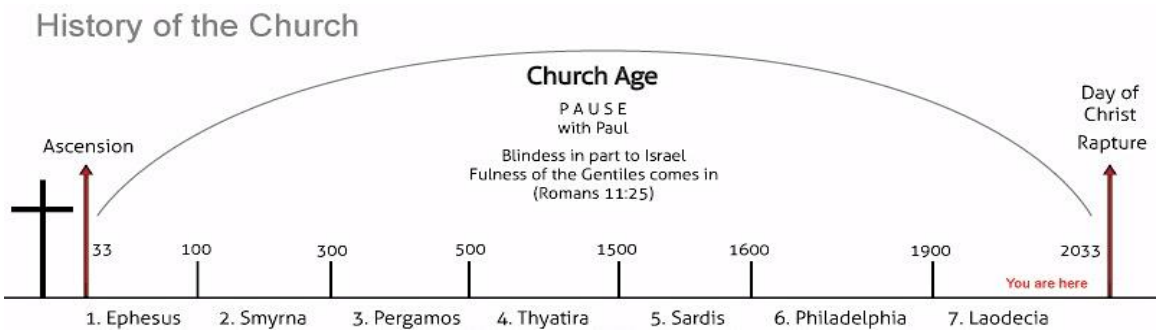 History of the Church
Church Age
PAUSE
with Paul
Blindess in part to Israel
Fulness of the Gentiles comes in
(Romans 11:25)
Ascension
Day of
Christ
Rapture
33 100 300 500 1500 1600 1900 2033
You are here
1. Ephesus 2. Smyrna 3. Pergamos 4. Thyatira 5. Sardis 6. Philadelphia 7. Laodecia